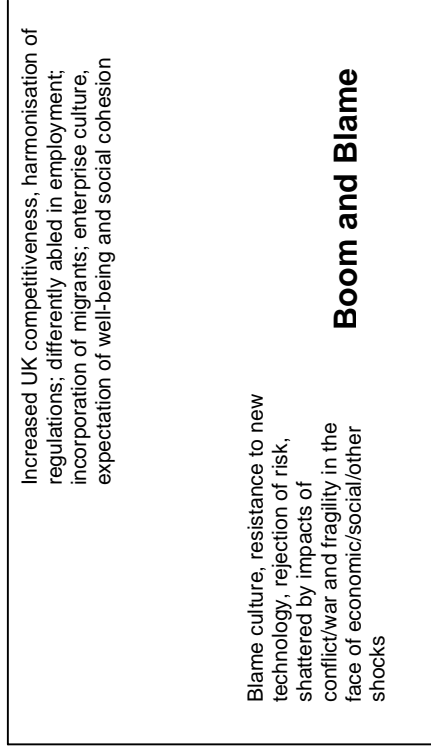 Increased UK competitiveness, harmonisation of
regulations; differently abled in employment;
incorporation of migrants; enterprise culture,
expectation of well-being and social cohesion
Blame culture, resistance to new
technology, rejection of risk,
shattered by impacts of
conflict/war and fragility in the
face of economic/social/other
shocks
Boom and Blame